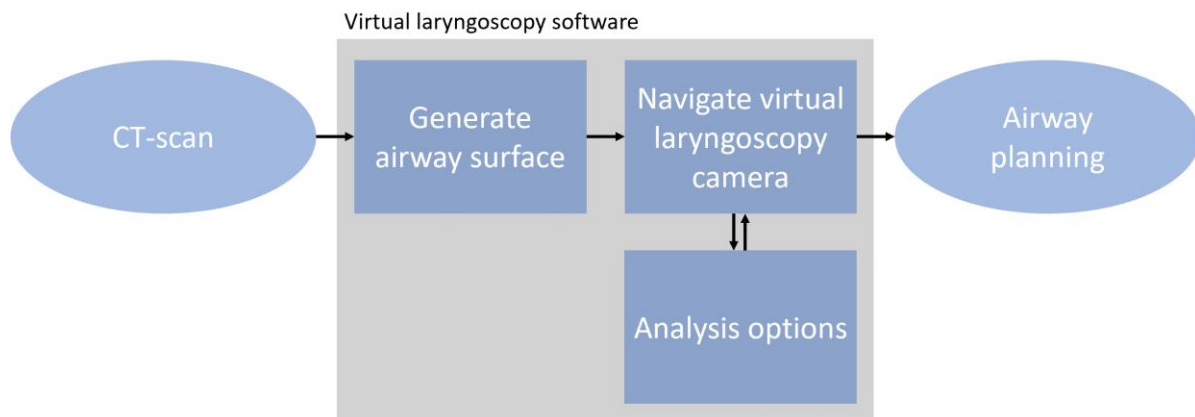 Virtual laryngoscopy software
CT-scan
Generate
airway surface
Navigate virtual
laryngoscopy
camera
Airway
planning
Analysis options